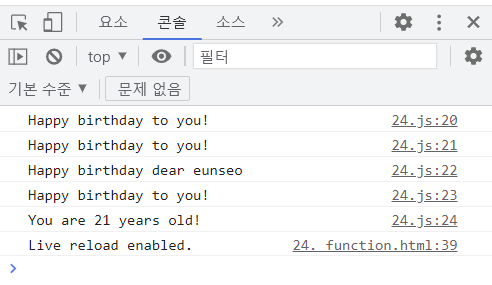 요소 콘솔 소스
top 필터
기본 수준 문제 없음
Happy birthday to you! 24.js:20
Happy birthday to you! 24.js:21
Happy birthday dear eunseo 24.js:22
Happy birthday to you! 24.js:23
You are 21 years old! 24.js:24
Live reload enabled. 24. function.html:39